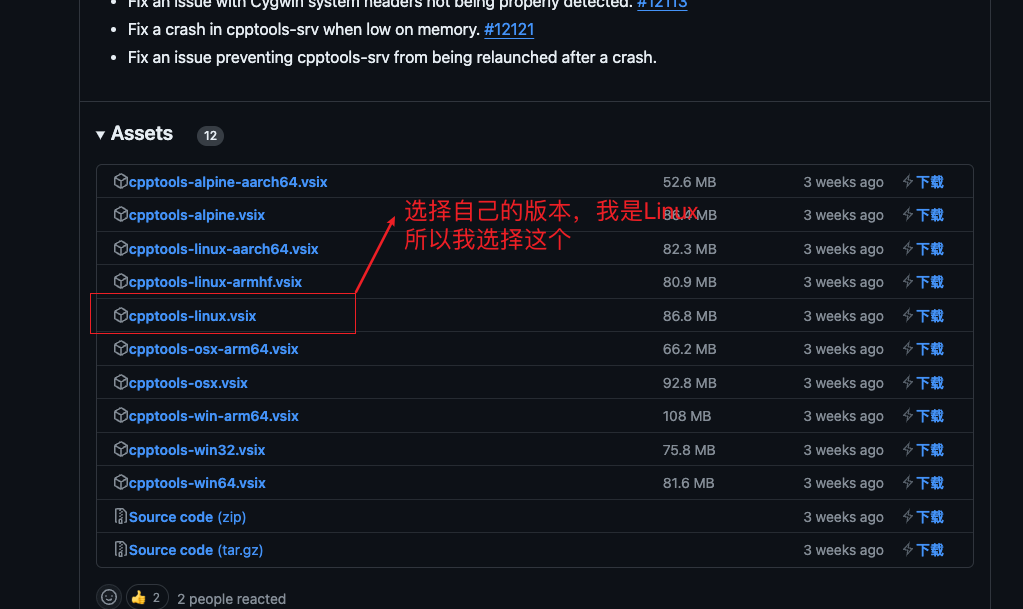 Fix an issue with Cygwin system headers not being properly detected. #12113
Fix a crash in cpptools-srv when low on memory. #12121
Fix an issue preventing cpptools-srv from being relaunched after a crash.
Assets 12
cpptools-alpine-aarch64.vsix 52.6 MB 3 weeks ago 下载
cpptools-alpine.vsix 86.4 MB 3 weeks ago 下载
选择自己的版本，我是Linux
所以我选择这个
cpptools-linux-aarch64.vsix 82.3 MB 3 weeks ago 下载
cpptools-linux-armhf.vsix 80.9 MB 3 weeks ago 下载
cpptools-linux.vsix 86.8 MB 3 weeks ago 下载
cpptools-osx-arm64.vsix 66.2 MB 3 weeks ago 下载
cpptools-osx.vsix 92.8 MB 3 weeks ago 下载
cpptools-win-arm64.vsix 108 MB 3 weeks ago 下载
cpptools-win32.vsix 75.8 MB 3 weeks ago 下载
cpptools-win64.vsix 81.6 MB 3 weeks ago 下载
Source code (zip) 3 weeks ago 下载
Source code (tar.gz) 3 weeks ago 下载
👍 2 2 people reacted